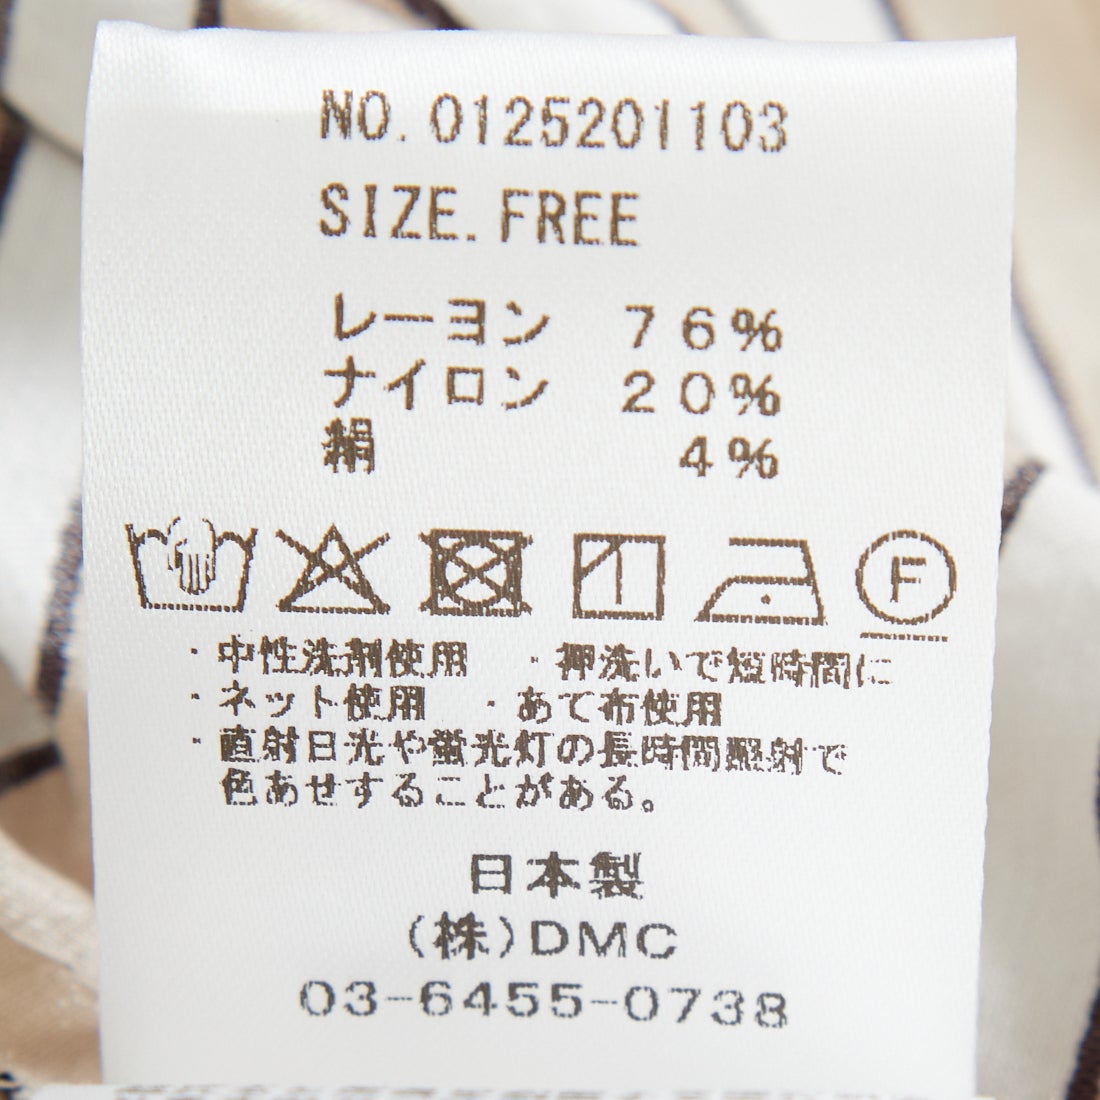 NO. 0125201103
SIZE. FREE
レーヨン 76%
ナイロン 20%
絹 4%
F
・中性洗剤使用 ・押洗いで短時間に
・ネット使用 ・あて布使用
・直射日光や蛍光灯の長時間照射で
色あせすることがある。
日本製
(株)DMC
03-6455-0738